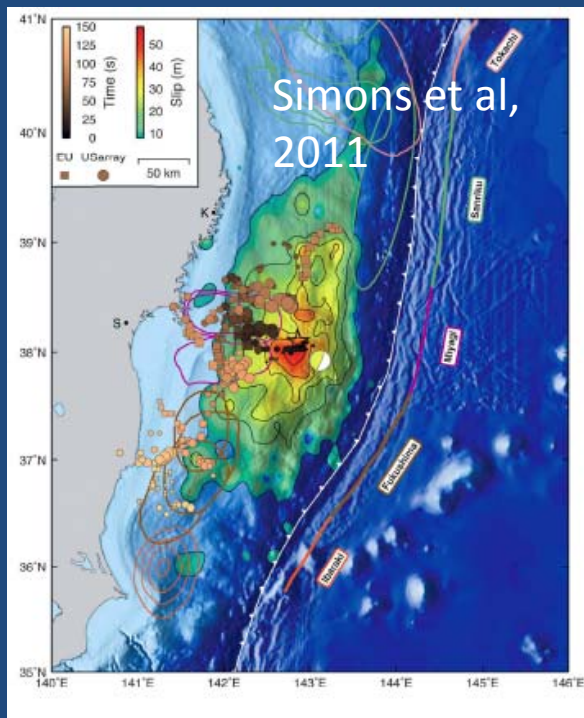 41°N
40°N
39°N
38°N
37°N
36°N
35°N
140°E
141°E
142°E
143°E
144°E
145°E
146°E
150
125
100
75
50
25
0
Time (s)
60
50
40
30
20
10
Slip (m)
EU USarray
50 km
Simons et al,
2011
K
S
Tokachi
Sanriku
Miyagi
Fukushima
Ibaraki